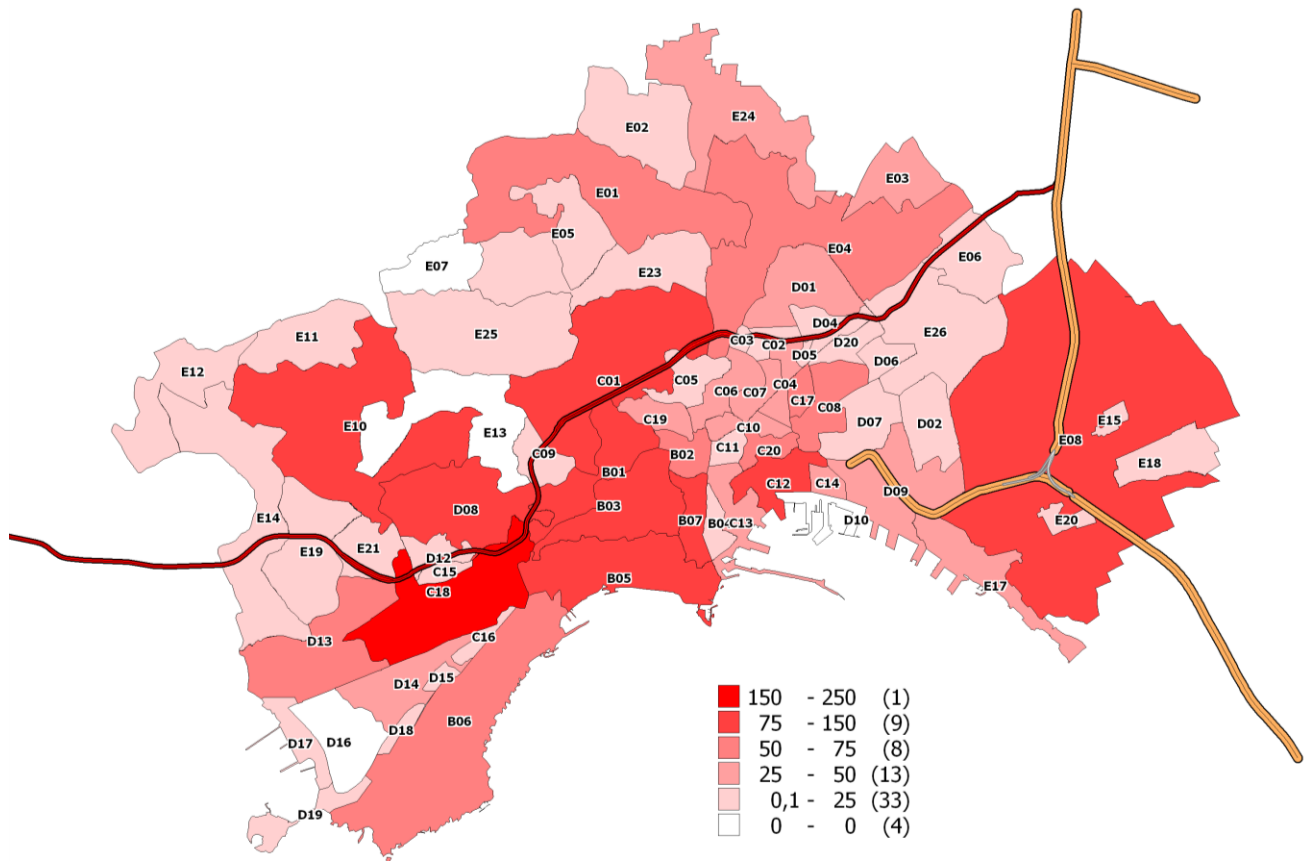 E02
E24
E03
E01
E05
E04
E07
E23
E06
D01
E11
E25
D04
E26
C03
C02
D20
D05
D06
E12
C01
C05
C06
C07
C04
C17
C08
E10
E13
C19
C10
D07
D02
E15
C09
C11
C20
B02
E08
E18
B01
C12
C14
D09
D08
B03
B07
B04
C13
D10
E20
E14
E19
E21
D12
C15
C18
B05
E17
D13
C16
D14
D15
B06
D18
D17
D16
D19
150 - 250 (1)
75 - 150 (9)
50 - 75 (8)
25 - 50 (13)
0,1 - 25 (33)
0 - 0 (4)